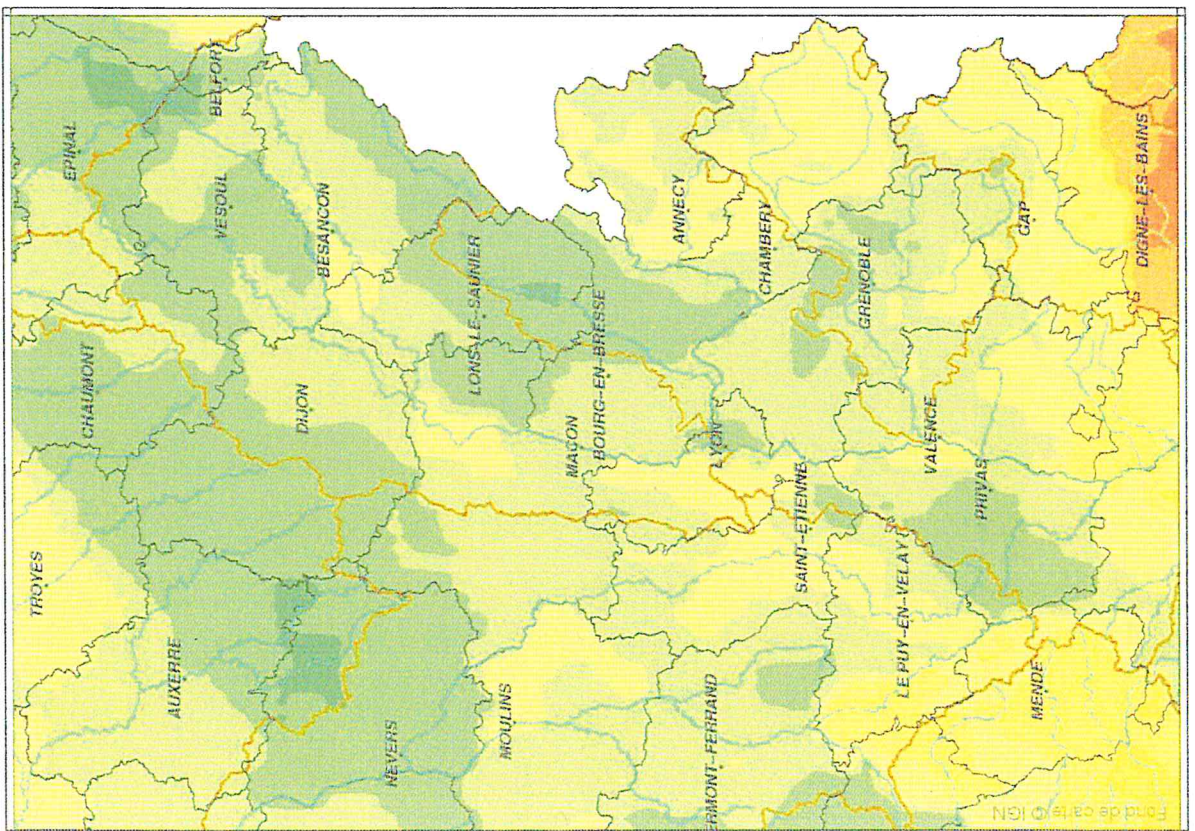 BELFORT
EPINAL
VESOUL
BESANCON
CHAUMONT
DIJON
LONS-LE-SAUNIER
ANNECY
CHAMBERY
GRENOBLE
GAP
DIGNE-LES-BAINS
BOURG-EN-BRESSE
MACON
LYON
VALENCE
PRIVAS
TROYES
SAINT-ETIENNE
LE PUY-EN-VELAY
AUXERRE
NEVERS
MOULINS
ERMONT-FERRAND
MENDE
Fond de carte © IGN